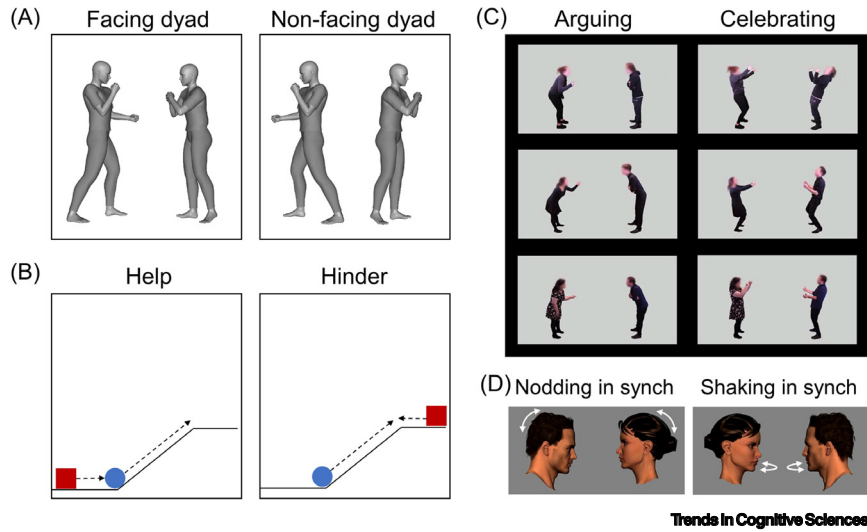 (A)
Facing dyad
Non-facing dyad
(B)
Help
Hinder
(C)
Arguing
Celebrating
(D)
Nodding in synch
Shaking in synch
Trends in Cognitive Sciences